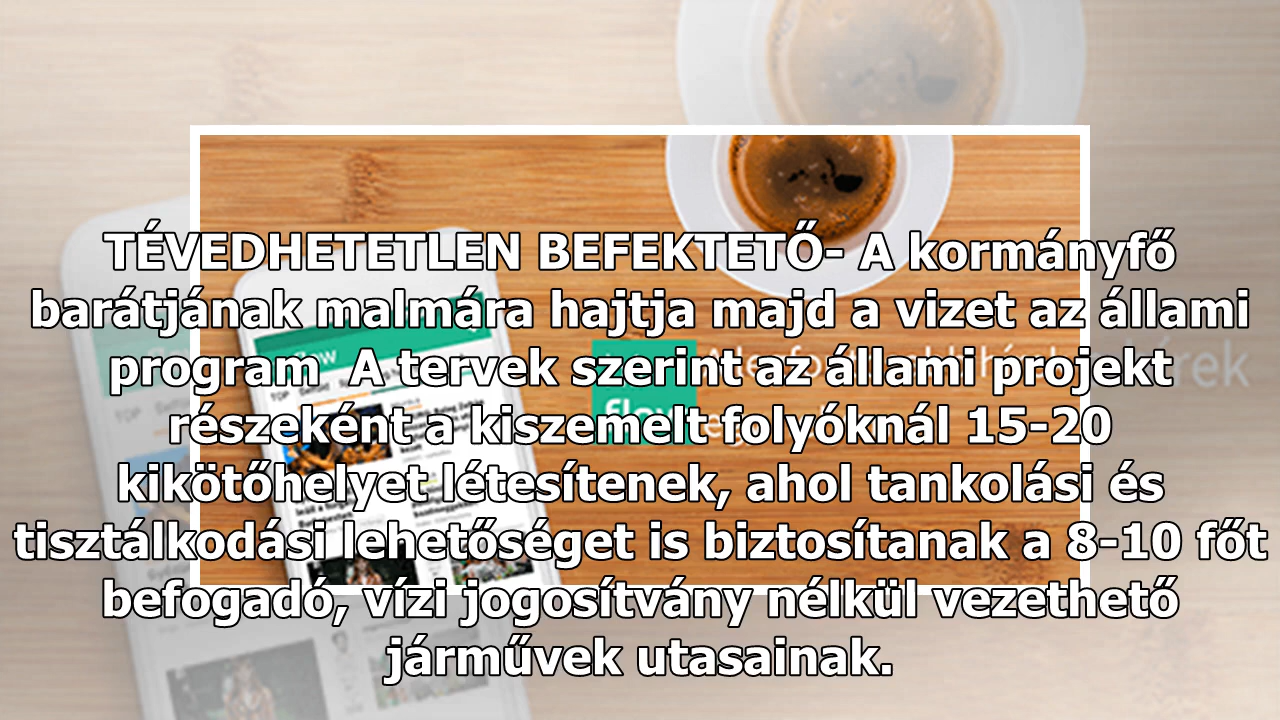 TÉVEDHETETLEN BEFEKTETŐ- A kormányfő
barátjának malmára hajtja majd a vizet az állami
program  A tervek szerint az állami projekt
részeként a kiszemelt folyóknál 15-20
kikötőhelyet létesítenek, ahol tankolási és
tisztálkodási lehetőséget is biztosítanak a 8-10 főt
befogadó, vízi jogosítvány nélkül vezethető
járművek utasainak.